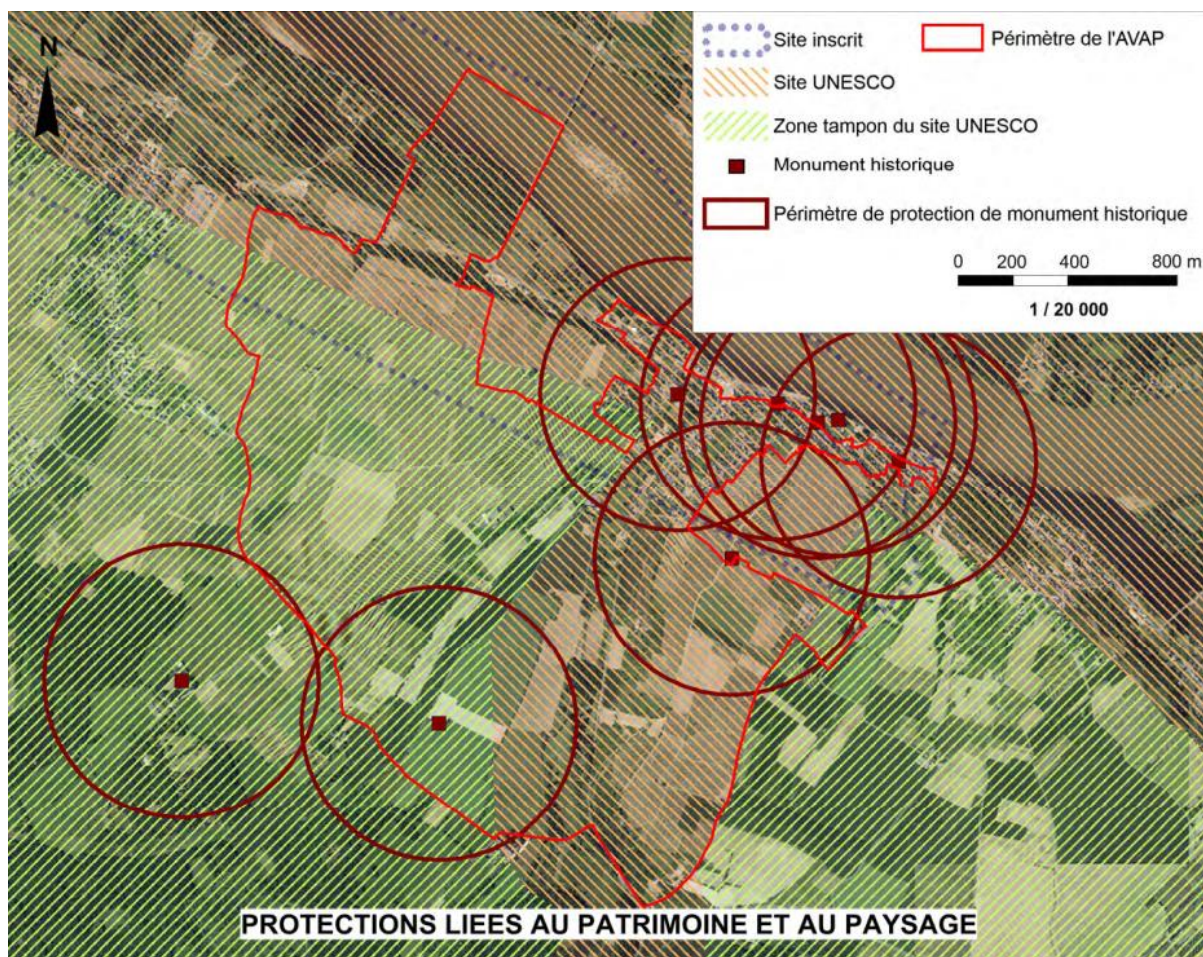 N
Site inscrit
Périmètre de l'AVAP
Site UNESCO
Zone tampon du site UNESCO
Monument historique
Périmètre de protection de monument historique
0 200 400 800 m
1 / 20 000
PROTECTIONS LIEES AU PATRIMOINE ET AU PAYSAGE